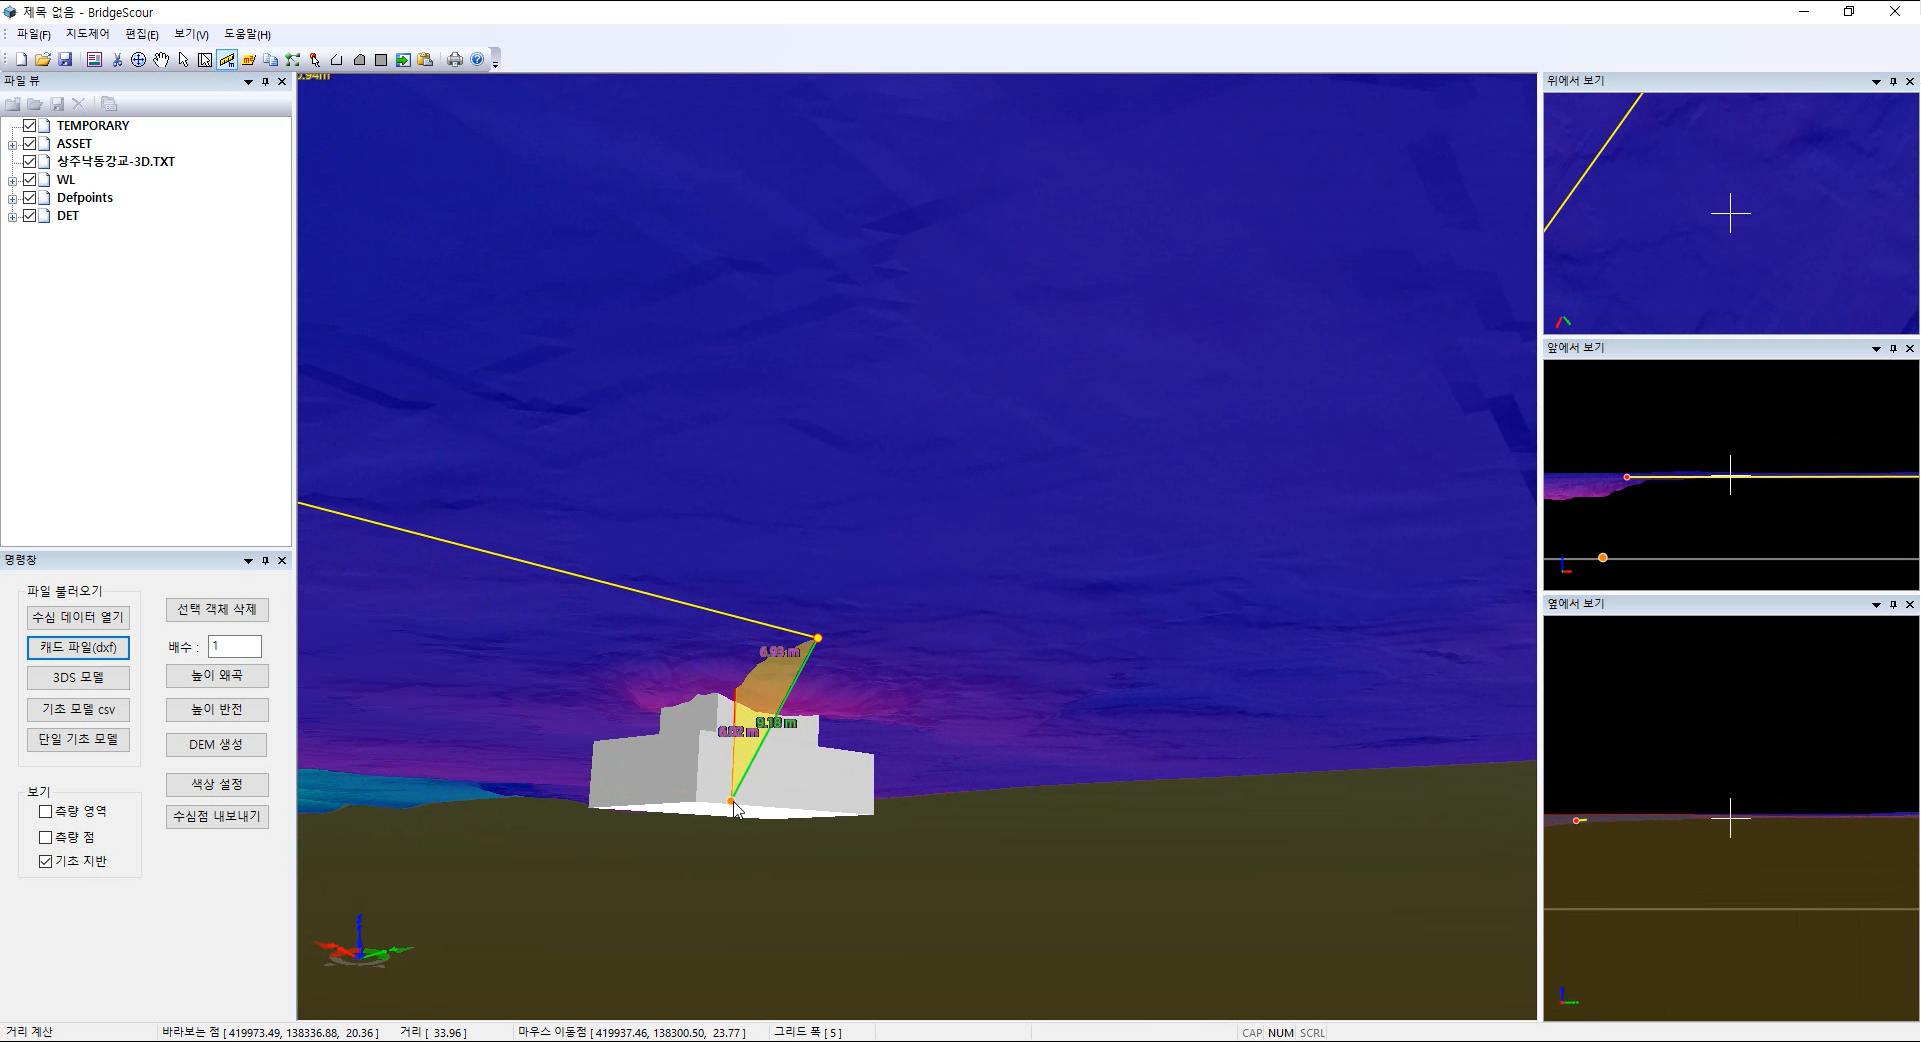 제목 없음 - BridgeScour
파일(F) 지도제어 편집(E) 보기(V) 도움말(H)
파일 뷰
TEMPORARY
ASSET
상주낙동강교-3D.TXT
WL
Defpoints
DET
명령창
파일 불러오기
수심 데이터 열기
캐드 파일(dxf)
3DS 모델
기초 모델 csv
단일 기초 모델
선택 객체 삭제
배수 : 1
높이 왜곡
높이 반전
DEM 생성
색상 설정
수심점 내보내기
보기
측량 영역
측량 점
기초 지반
6.93 m
9.18 m
위에서 보기
앞에서 보기
옆에서 보기
거리 계산 바라보는 점 [ 419973.49, 138336.88, 20.36 ] 거리 [ 33.96 ] 마우스 이동점 [ 419937.46, 138300.50, 23.77 ] 그리드 폭 [ 5 ] CAP NUM SCRL